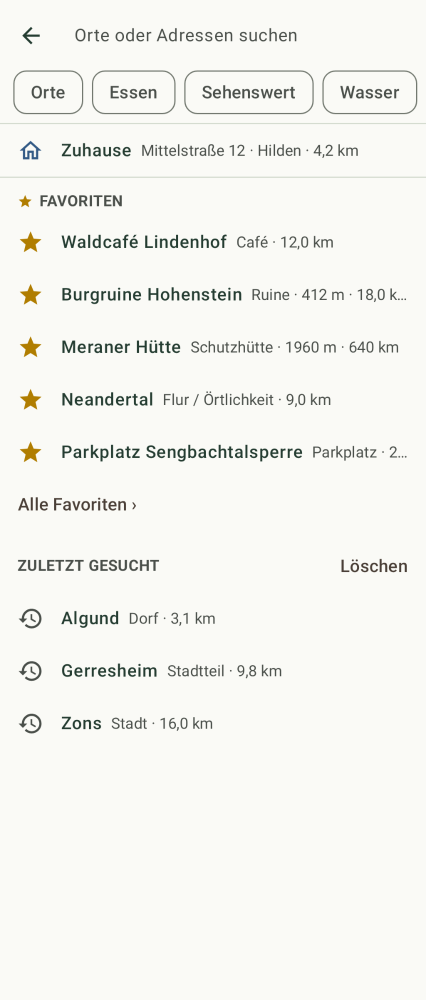 Orte oder Adressen suchen
Orte Essen Sehenswert Wasser
Zuhause Mittelstraße 12 · Hilden · 4,2 km
FAVORITEN
Waldcafé Lindenhof Café · 12,0 km
Burgruine Hohenstein Ruine · 412 m · 18,0 k…
Meraner Hütte Schutzhütte · 1960 m · 640 km
Neandertal Flur / Örtlichkeit · 9,0 km
Parkplatz Sengbachtalsperre Parkplatz · 2…
Alle Favoriten ›
ZULETZT GESUCHT Löschen
Algund Dorf · 3,1 km
Gerresheim Stadtteil · 9,8 km
Zons Stadt · 16,0 km